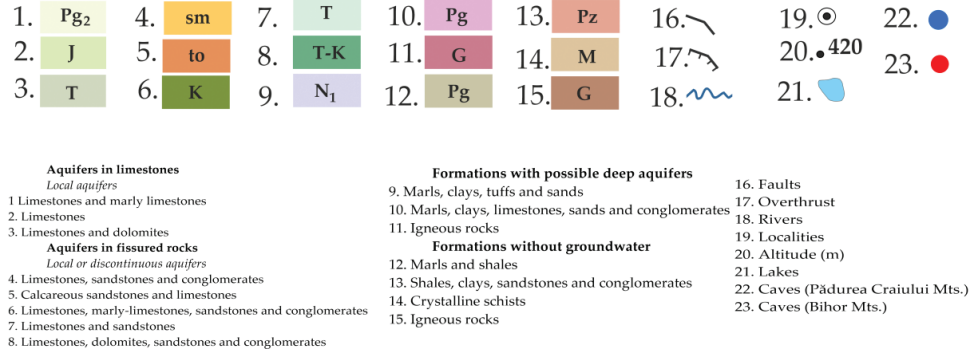 1. Pg2 4. sm 7. T 10. Pg 13. Pz 16. 19. 22.
2. J 5. to 8. T-K 11. G 14. M 17. 20. 420 23.
3. T 6. K 9. N1 12. Pg 15. G 18. 21.
Aquifers in limestones
Local aquifers
1 Limestones and marly limestones
2. Limestones
3. Limestones and dolomites
Aquifers in fissured rocks
Local or discontinuous aquifers
4. Limestones, sandstones and conglomerates
5. Calcareous sandstones and limestones
6. Limestones, marly-limestones, sandstones and conglomerates
7. Limestones and sandstones
8. Limestones, dolomites, sandstones and conglomerates
Formations with possible deep aquifers
9. Marls, clays, tuffs and sands
10. Marls, clays, limestones, sands and conglomerates
11. Igneous rocks
Formations without groundwater
12. Marls and shales
13. Shales, clays, sandstones and conglomerates
14. Crystalline schists
15. Igneous rocks
16. Faults
17. Overthrust
18. Rivers
19. Localities
20. Altitude (m)
21. Lakes
22. Caves (Pădurea Craiului Mts.)
23. Caves (Bihor Mts.)